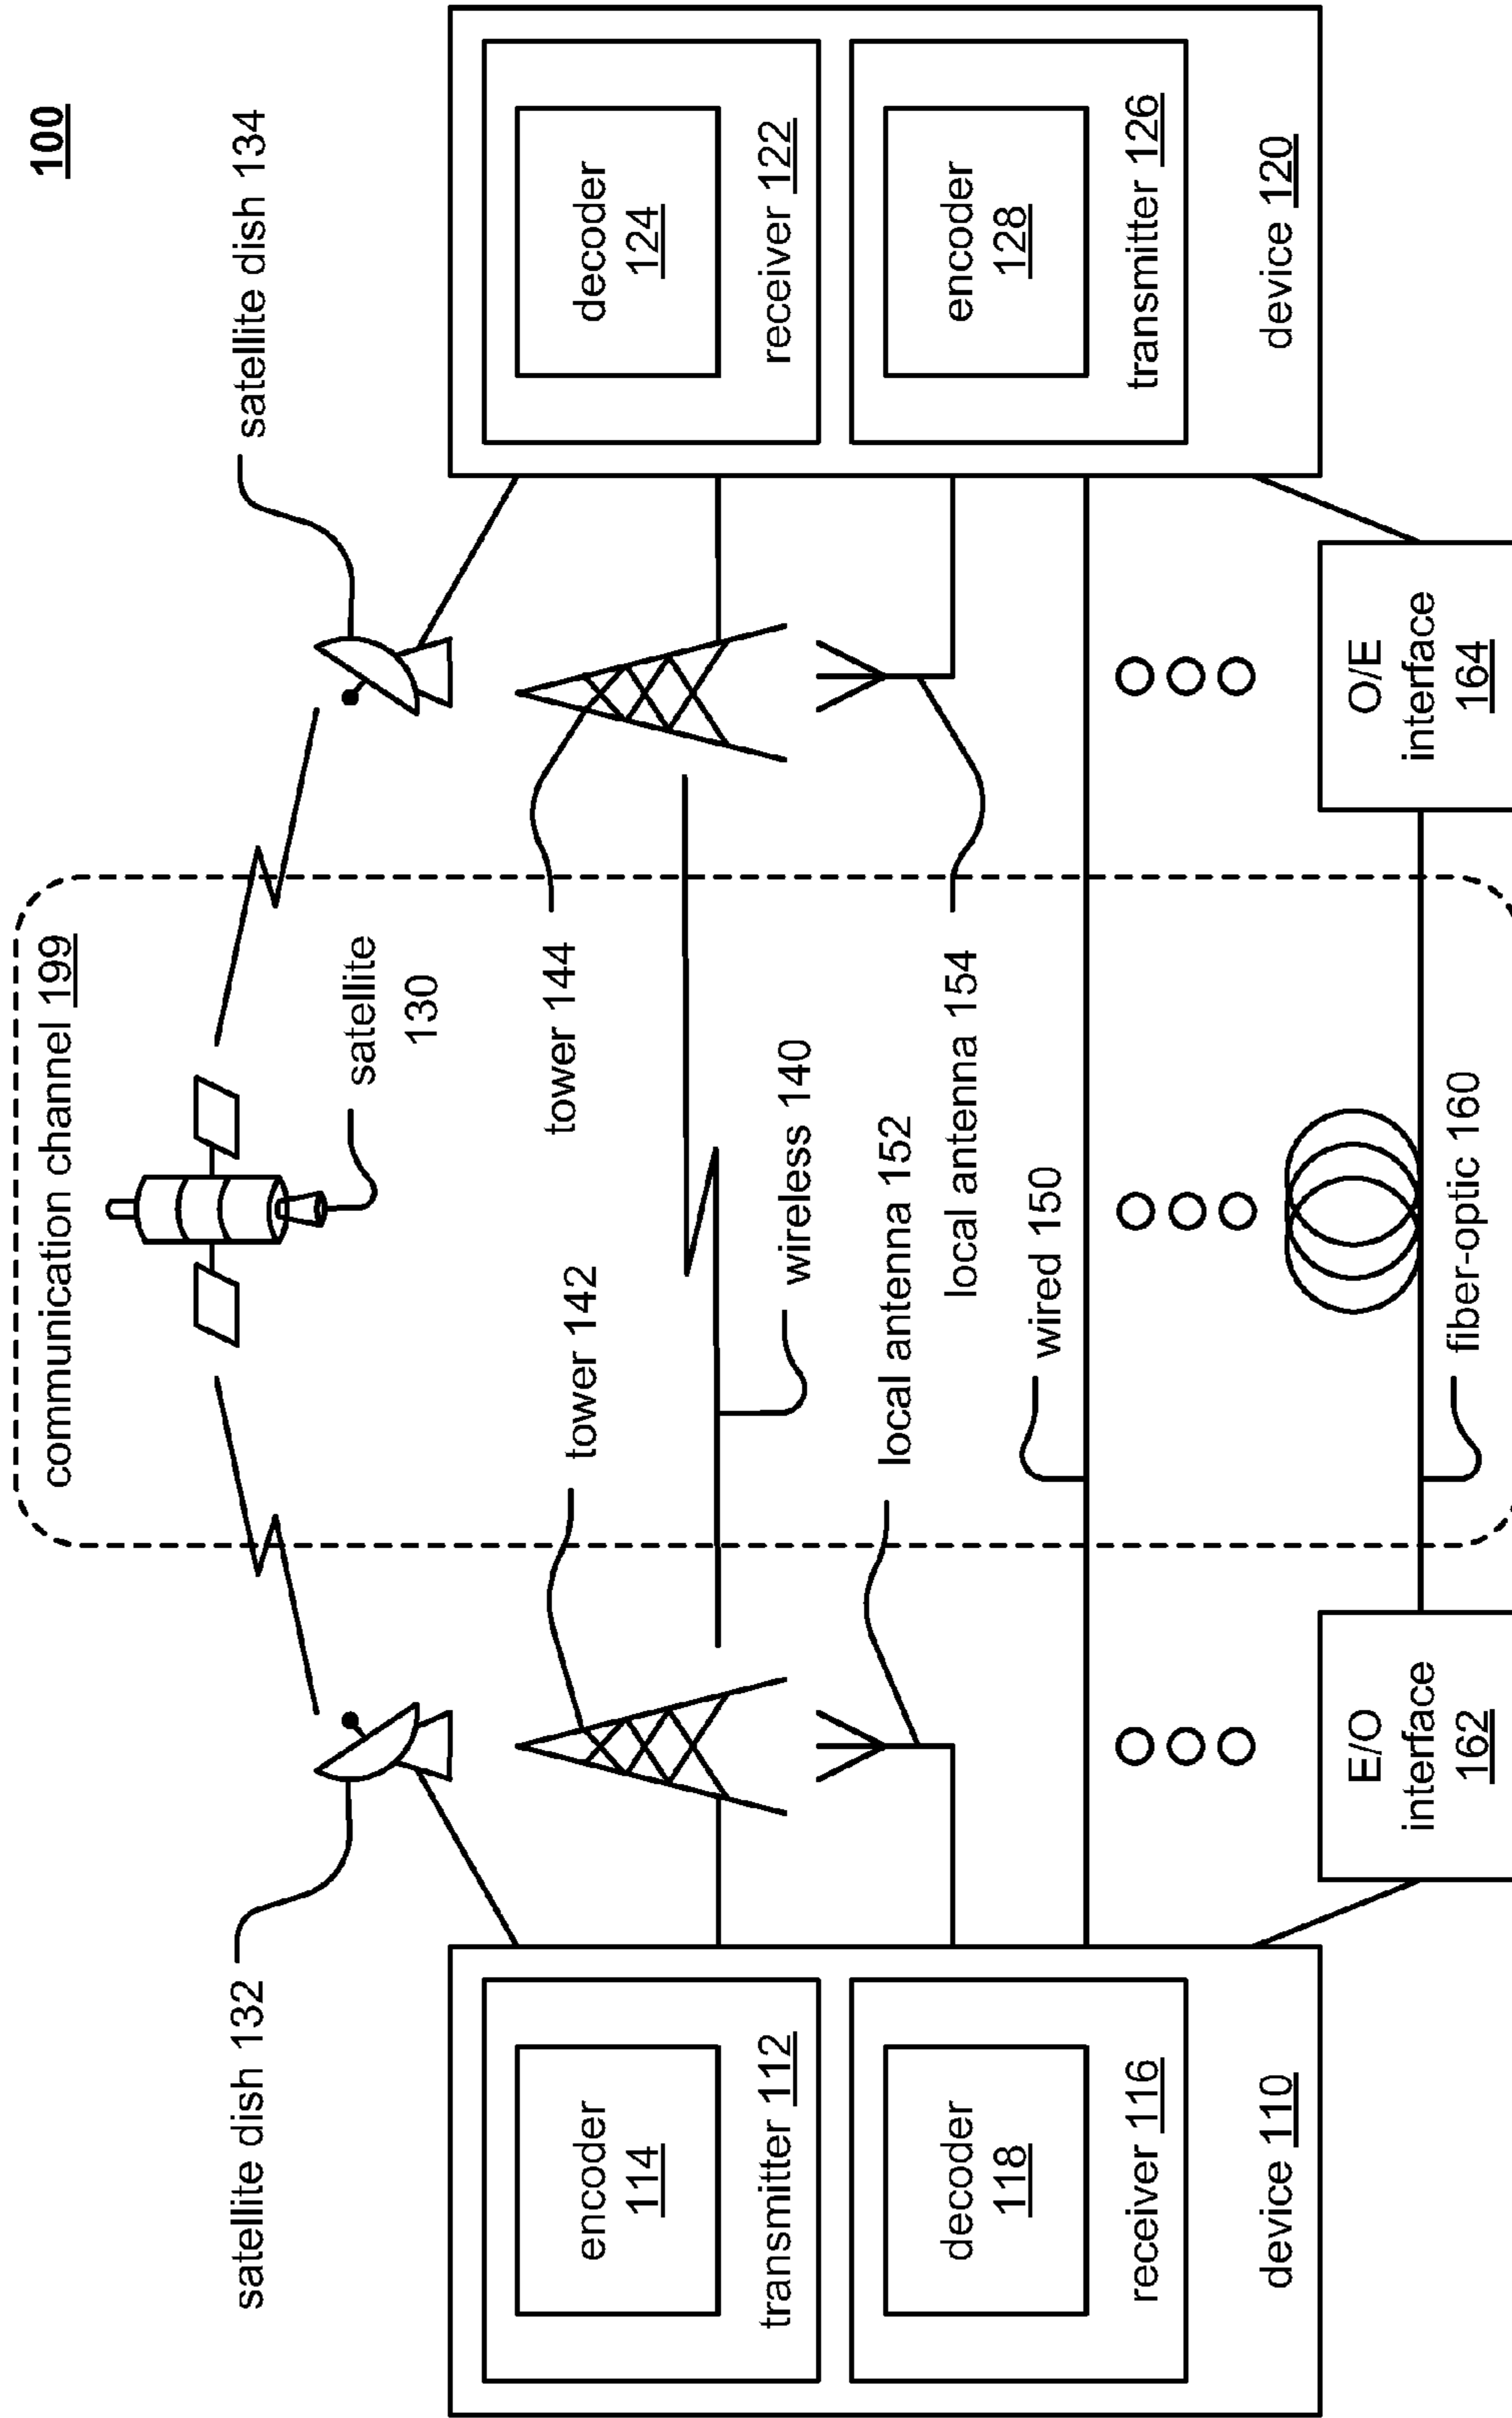 100
communication channel 199
satellite dish 132
satellite
130
satellite dish 134
tower 142
tower 144
wireless 140
local antenna 152
local antenna 154
wired 150
fiber-optic 160
encoder
114
transmitter 112
decoder
118
receiver 116
device 110
decoder
124
receiver 122
encoder
128
transmitter 126
device 120
E/O
interface
162
O/E
interface
164